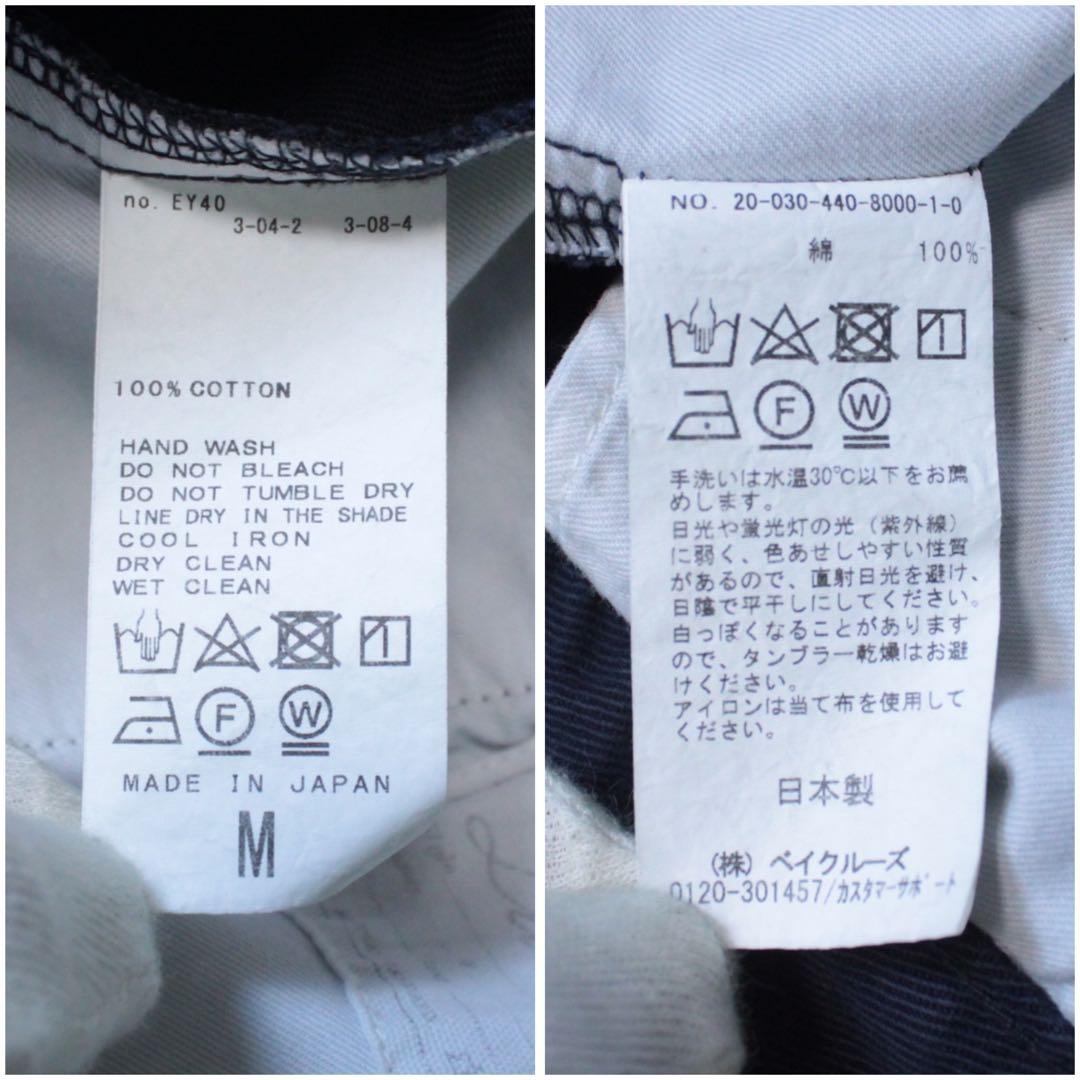 no. EY40
3-04-2 3-08-4
100% COTTON
HAND WASH
DO NOT BLEACH
DO NOT TUMBLE DRY
LINE DRY IN THE SHADE
COOL IRON
DRY CLEAN
WET CLEAN
F W
MADE IN JAPAN
M
NO. 20-030-440-8000-1-0
綿 100%
F W
手洗いは水温30℃以下をお薦
めします。
日光や蛍光灯の光（紫外線）
に弱く、色あせしやすい性質
があるので、直射日光を避け、
日陰で平干しにしてください。
白っぽくなることがあります
ので、タンブラー乾燥はお避
けください。
アイロンは当て布を使用して
ください。
日本製
（株）ベイクルーズ
0120-301457/カスタマーサポート